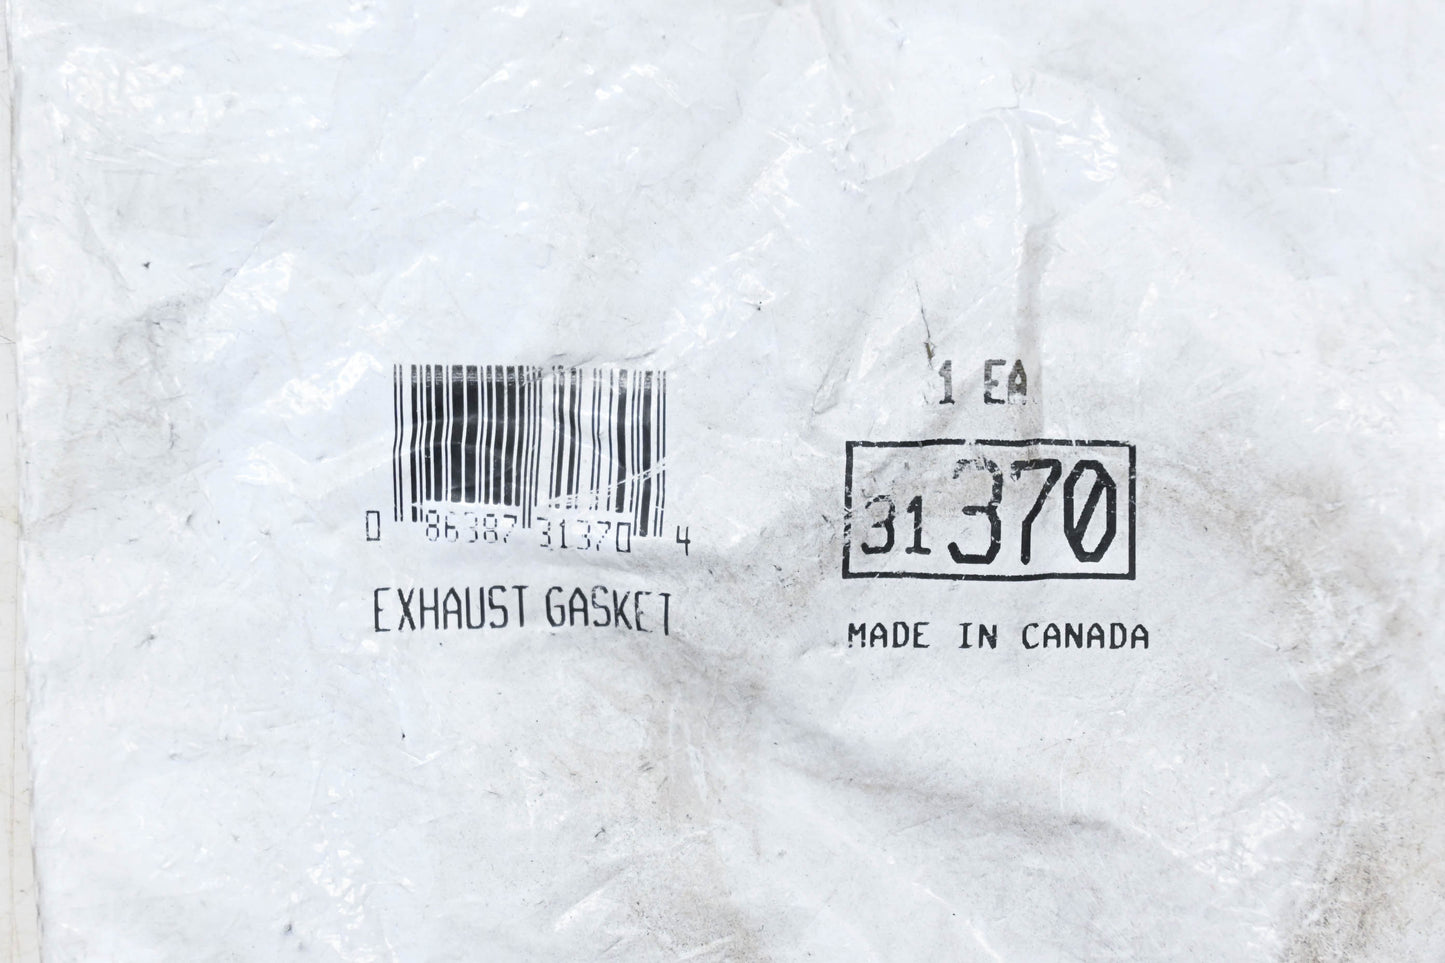 0 86387 31370 4
EXHAUST GASKET
1 EA
31370
MADE IN CANADA